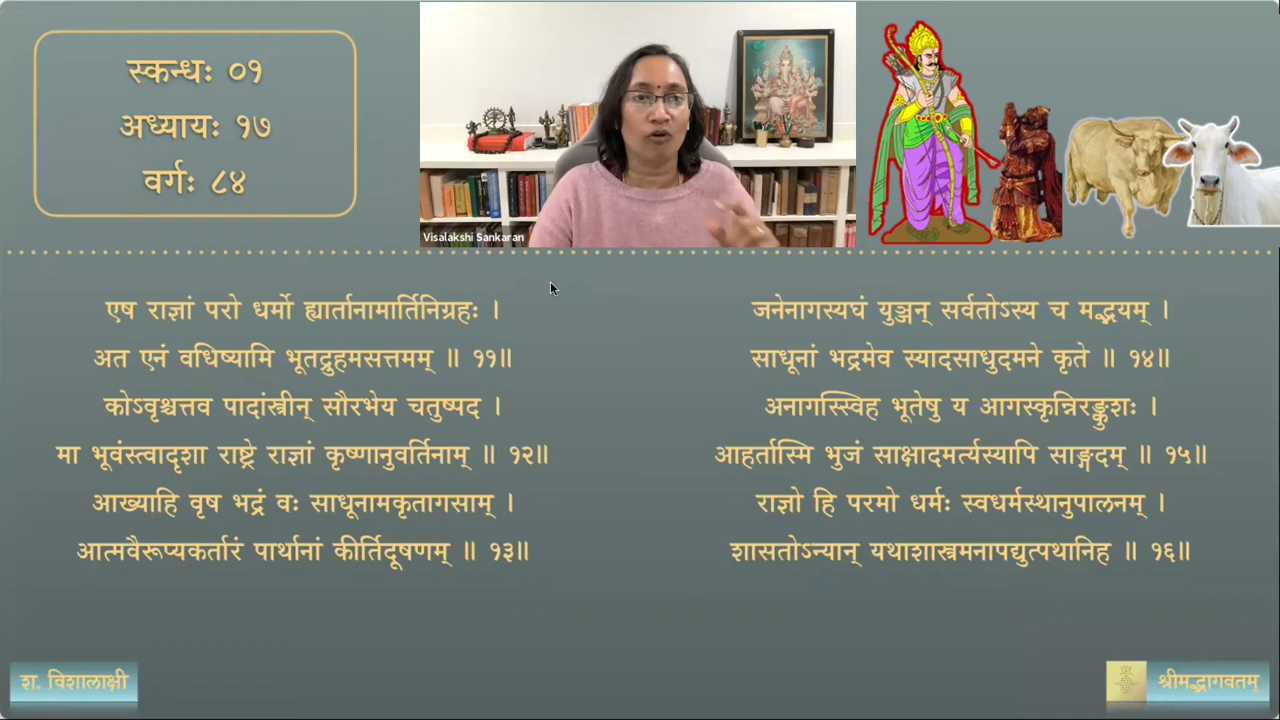 स्कन्धः ०१
अध्यायः १७
वर्गः ८४
Visalakshi Sankaran
एष राज्ञां परो धर्मो ह्यार्तानामार्तिनिग्रहः ।
अत एनं वधिष्यामि भूतद्रुहमसत्तमम् ॥ ११॥
कोऽवृश्चत्तव पादांस्त्रीन् सौरभेय चतुष्पद ।
मा भूवंस्त्वादृशा राष्ट्रे राज्ञां कृष्णानुवर्तिनाम् ॥ १२॥
आख्याहि वृष भद्रं वः साधूनामकृतागसाम् ।
आत्मवैरूप्यकर्तारं पार्थानां कीर्तिदूषणम् ॥ १३॥
जनेनागस्यघं युञ्जन् सर्वतोऽस्य च मद्भयम् ।
साधूनां भद्रमेव स्यादसाधुदमने कृते ॥ १४॥
अनागस्स्विह भूतेषु य आगस्कृन्निरङ्कुशः ।
आहर्तास्मि भुजं साक्षादमर्त्यस्यापि साङ्गदम् ॥ १५॥
राज्ञो हि परमो धर्मः स्वधर्मस्थानुपालनम् ।
शासतोऽन्यान् यथाशास्त्रमनापद्युत्पथानिह ॥ १६॥
श. विशालाक्षी
श्रीमद्भागवतम्